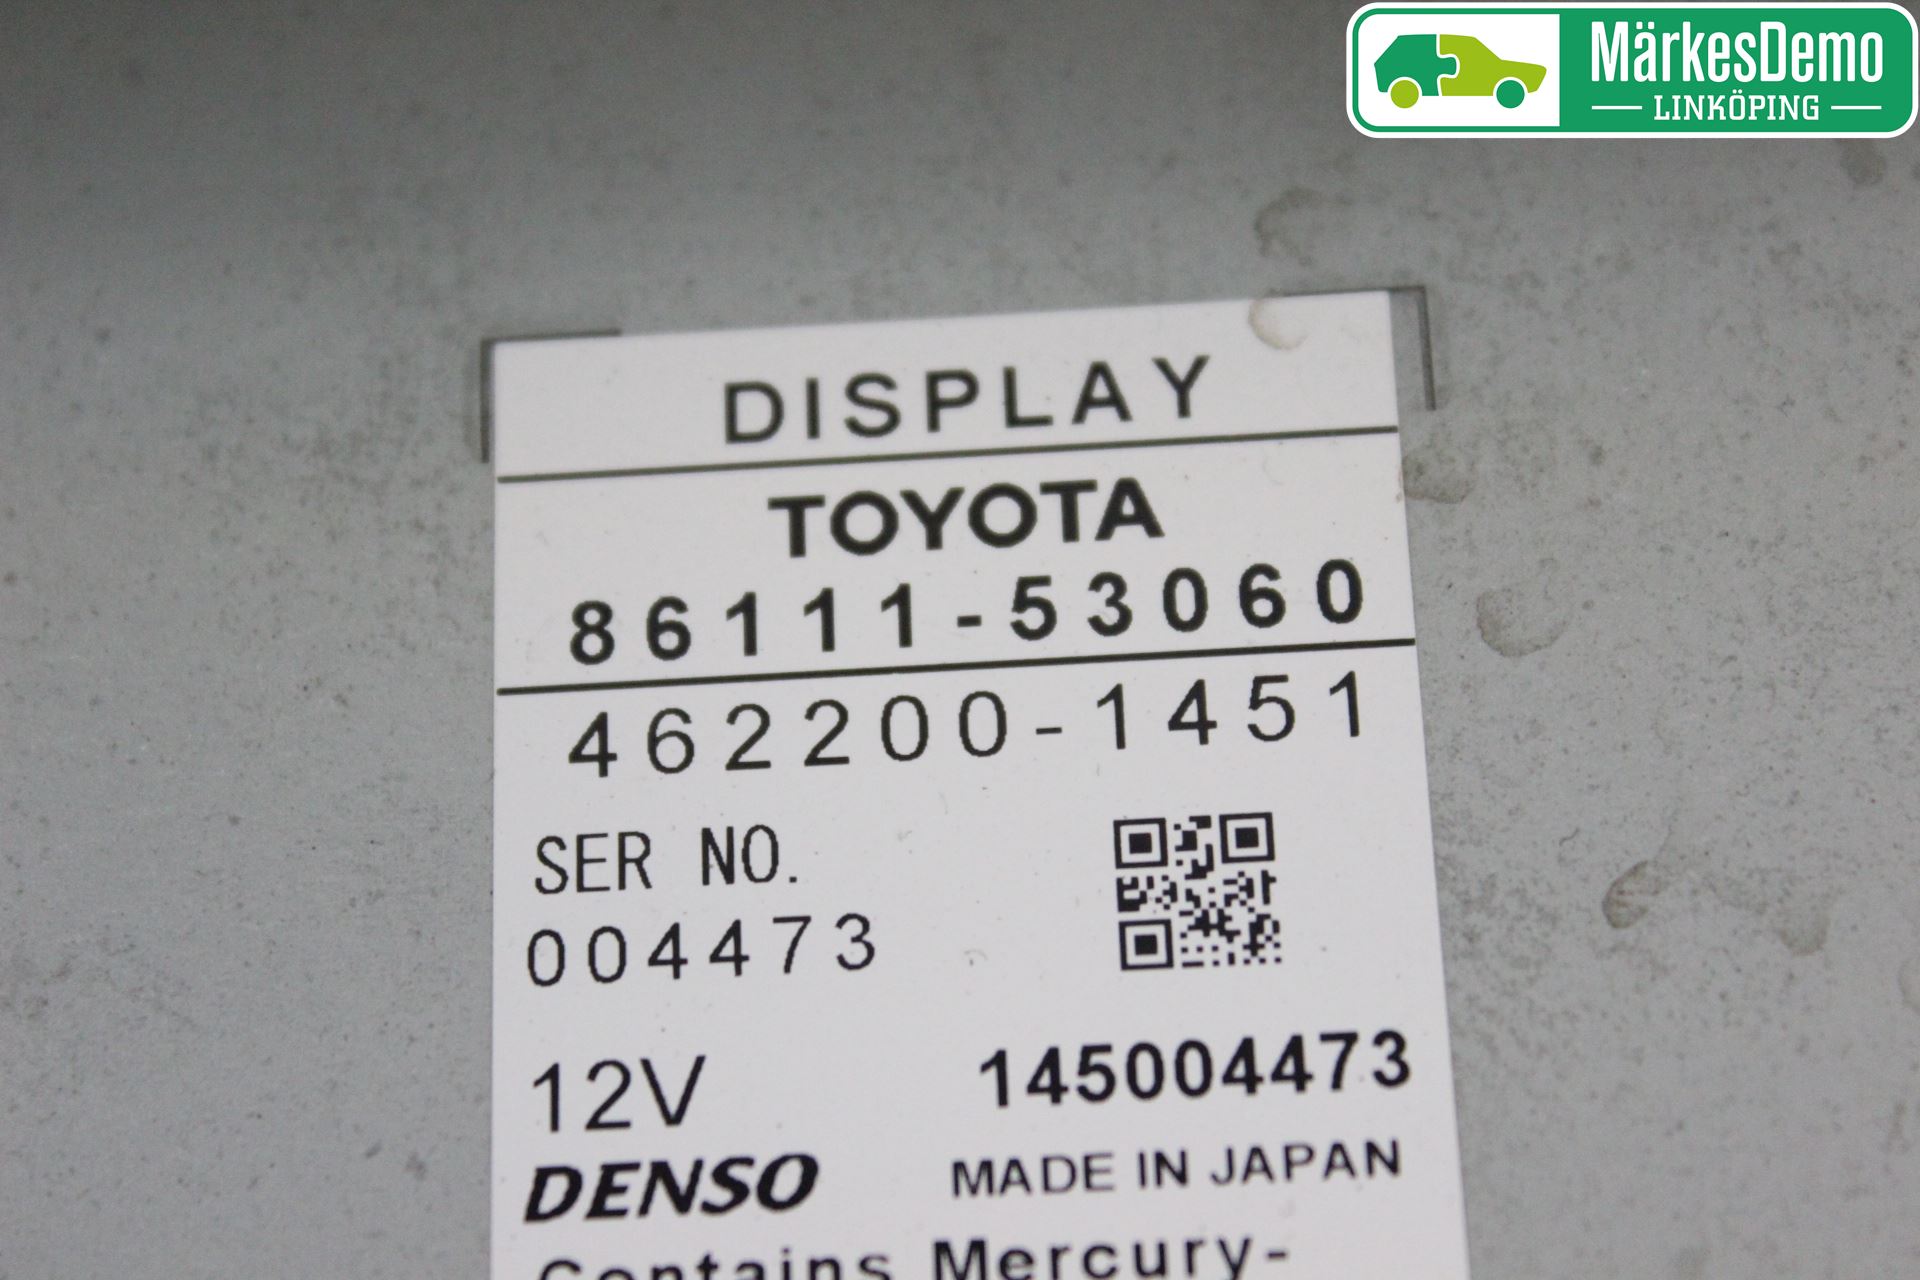 MärkesDemo
LINKÖPING
DISPLAY
TOYOTA
86111-53060
462200-1451
SER NO.
004473
12V 145004473
DENSO MADE IN JAPAN
Contains Mercury-